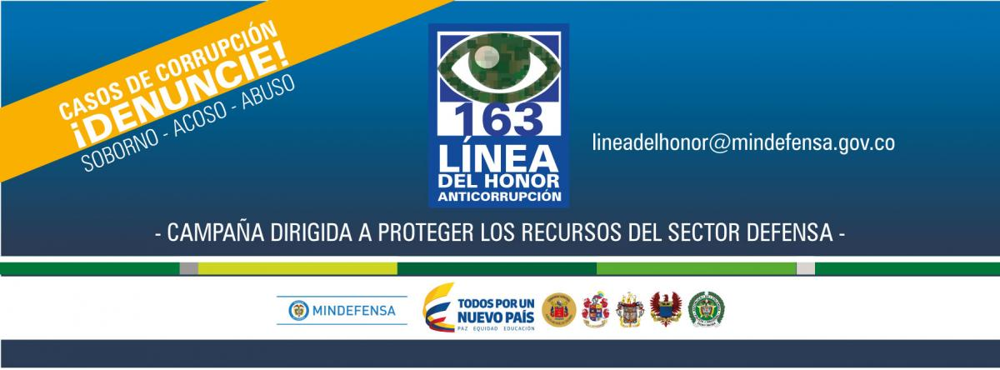 CASOS DE CORRUPCIÓN
¡DENUNCIE!
SOBORNO - ACOSO - ABUSO
163
LÍNEA
DEL HONOR
ANTICORRUPCIÓN
lineadelhonor@mindefensa.gov.co
- CAMPAÑA DIRIGIDA A PROTEGER LOS RECURSOS DEL SECTOR DEFENSA -
MINDEFENSA
TODOS POR UN
NUEVO PAÍS
PAZ EQUIDAD EDUCACIÓN